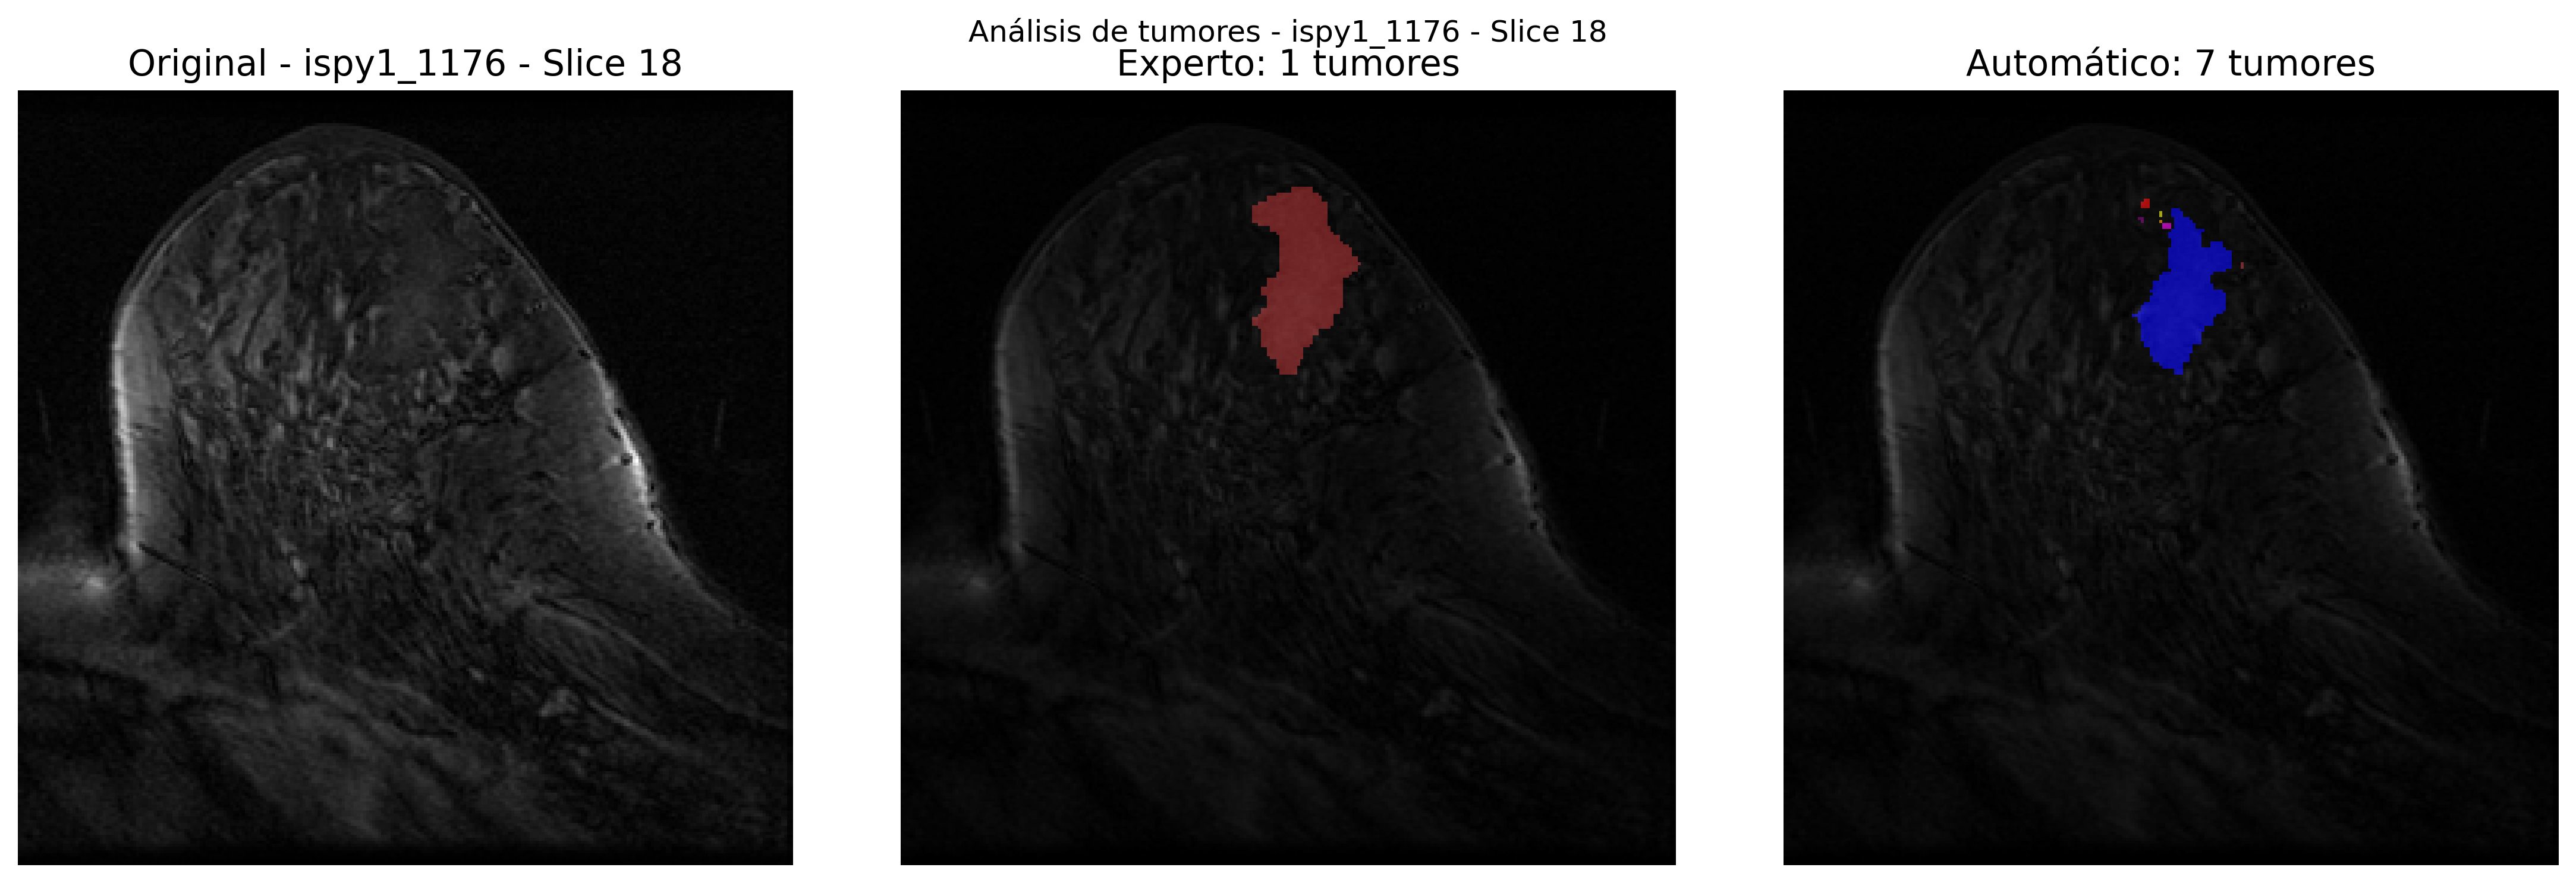 Análisis de tumores - ispy1_1176 - Slice 18
Original - ispy1_1176 - Slice 18
Experto: 1 tumores
Automático: 7 tumores